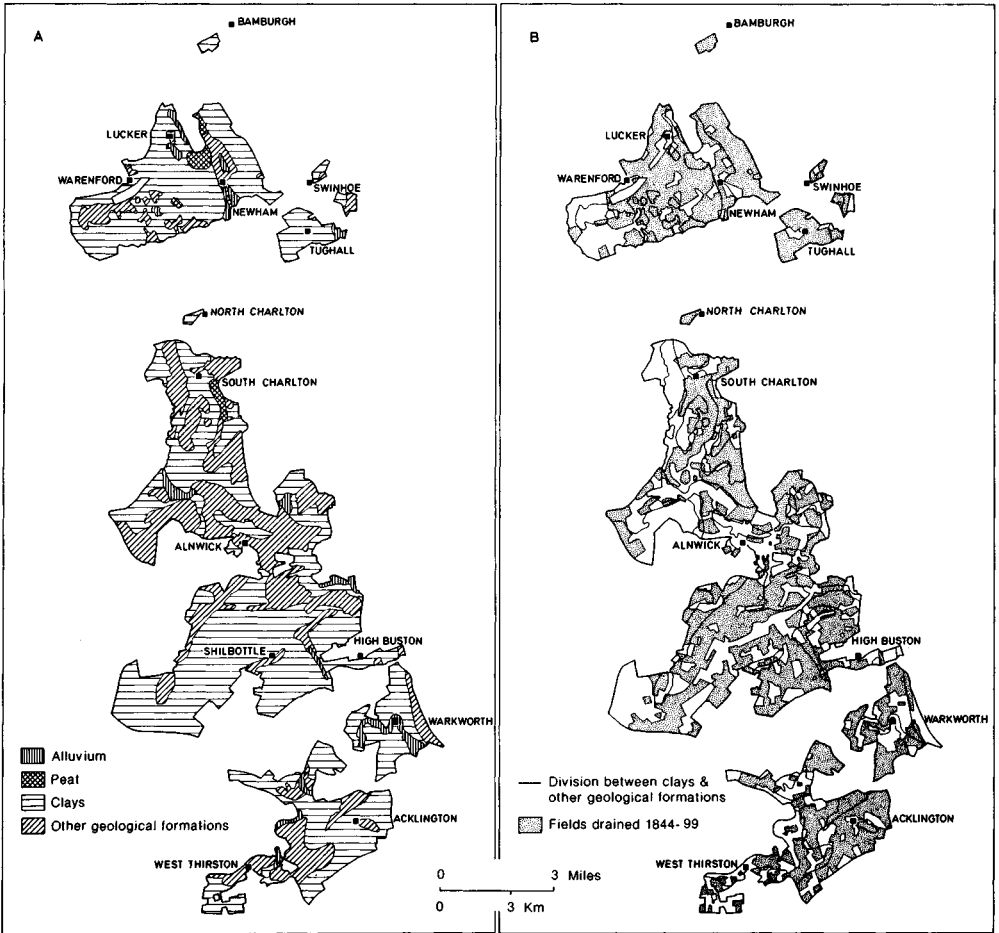 A
BAMBURGH
LUCKER
WARENFORD
SWINHOE
NEWHAM
TUGHALL
NORTH CHARLTON
SOUTH CHARLTON
ALNWICK
HIGH BUSTON
SHILBOTTLE
WARKWORTH
Alluvium
Peat
Clays
Other geological formations
ACKLINGTON
WEST THIRSTON
B
BAMBURGH
LUCKER
WARENFORD
SWINHOE
NEWHAM
TUGHALL
NORTH CHARLTON
SOUTH CHARLTON
ALNWICK
HIGH BUSTON
SHILBOTTLE
WARKWORTH
Division between clays &
other geological formations
Fields drained 1844-99
ACKLINGTON
WEST THIRSTON
0 3 Miles
0 3 Km